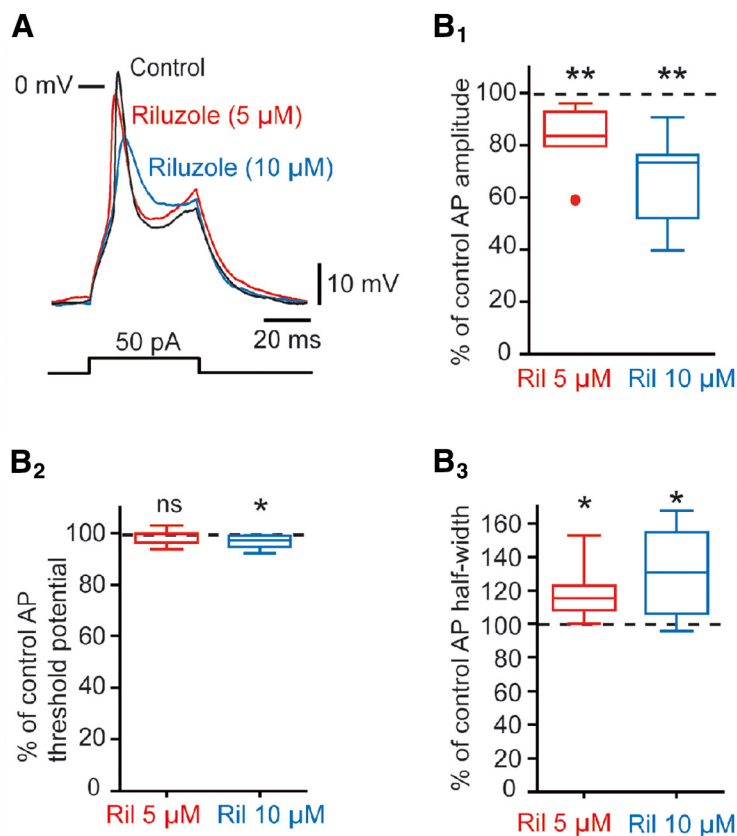 A
Control
0 mV
Riluzole (5 µM)
Riluzole (10 µM)
10 mV
20 ms
50 pA
B1
% of control AP amplitude
100
80
60
40
20
0
** **
Ril 5 µM Ril 10 µM
B2
% of control AP
threshold potential
100
80
60
40
20
0
ns *
Ril 5 µM Ril 10 µM
B3
% of control AP half-width
160
140
120
100
80
60
40
20
0
* *
Ril 5 µM Ril 10 µM